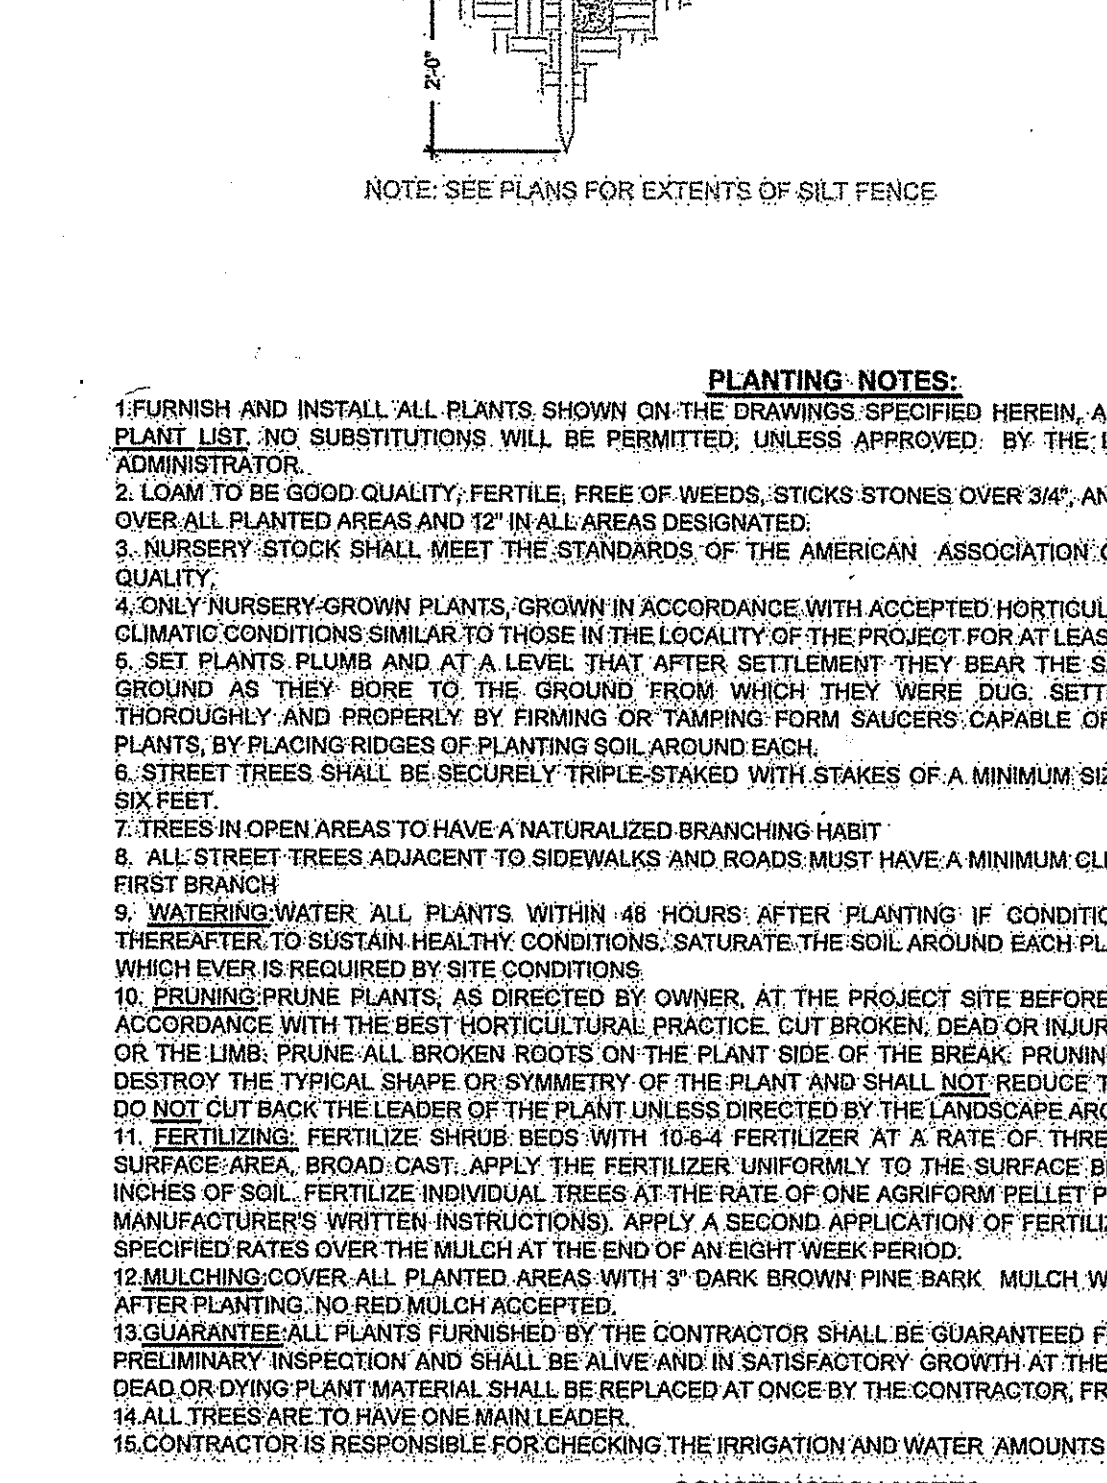 2'-0"
NOTE: SEE PLANS FOR EXTENTS OF SILT FENCE
PLANTING NOTES:
1.FURNISH AND INSTALL ALL PLANTS SHOWN ON THE DRAWINGS SPECIFIED HEREIN, A
PLANT LIST. NO SUBSTITUTIONS WILL BE PERMITTED, UNLESS APPROVED BY THE
ADMINISTRATOR.
2. LOAM TO BE GOOD QUALITY, FERTILE, FREE OF WEEDS, STICKS STONES OVER 3/4", AN
OVER ALL PLANTED AREAS AND 12" IN ALL AREAS DESIGNATED.
3. NURSERY STOCK SHALL MEET THE STANDARDS OF THE AMERICAN ASSOCIATION
QUALITY.
4. ONLY NURSERY-GROWN PLANTS, GROWN IN ACCORDANCE WITH ACCEPTED HORTICUL
CLIMATIC CONDITIONS SIMILAR TO THOSE IN THE LOCALITY OF THE PROJECT FOR AT LEAS
5. SET PLANTS PLUMB AND AT A LEVEL THAT AFTER SETTLEMENT THEY BEAR THE S
GROUND AS THEY BORE TO THE GROUND FROM WHICH THEY WERE DUG. SETT
THOROUGHLY AND PROPERLY BY FIRMING OR TAMPING FORM SAUCERS CAPABLE OF
PLANTS, BY PLACING RIDGES OF PLANTING SOIL AROUND EACH.
6. STREET TREES SHALL BE SECURELY TRIPLE-STAKED WITH STAKES OF A MINIMUM SIZ
SIX FEET.
7. TREES IN OPEN AREAS TO HAVE A NATURALIZED BRANCHING HABIT
8. ALL STREET TREES ADJACENT TO SIDEWALKS AND ROADS MUST HAVE A MINIMUM CL
FIRST BRANCH
9. WATERING:WATER ALL PLANTS WITHIN 48 HOURS AFTER PLANTING IF CONDITIO
THEREAFTER TO SUSTAIN HEALTHY CONDITIONS. SATURATE THE SOIL AROUND EACH PL
WHICH EVER IS REQUIRED BY SITE CONDITIONS
10. PRUNING:PRUNE PLANTS, AS DIRECTED BY OWNER, AT THE PROJECT SITE BEFORE
ACCORDANCE WITH THE BEST HORTICULTURAL PRACTICE. CUT BROKEN, DEAD OR INJUR
OR THE LIMB. PRUNE ALL BROKEN ROOTS ON THE PLANT SIDE OF THE BREAK. PRUNIN
DESTROY THE TYPICAL SHAPE OR SYMMETRY OF THE PLANT AND SHALL NOT REDUCE T
DO NOT CUT BACK THE LEADER OF THE PLANT UNLESS DIRECTED BY THE LANDSCAPE ARC
11. FERTILIZING: FERTILIZE SHRUB BEDS WITH 10-6-4 FERTILIZER AT A RATE OF THRE
SURFACE AREA, BROAD CAST. APPLY THE FERTILIZER UNIFORMLY TO THE SURFACE B
INCHES OF SOIL. FERTILIZE INDIVIDUAL TREES AT THE RATE OF ONE AGRIFORM PELLET P
MANUFACTURER'S WRITTEN INSTRUCTIONS). APPLY A SECOND APPLICATION OF FERTILI
SPECIFIED RATES OVER THE MULCH AT THE END OF AN EIGHT WEEK PERIOD.
12.MULCHING:COVER ALL PLANTED AREAS WITH 3" DARK BROWN PINE BARK MULCH W
AFTER PLANTING. NO RED MULCH ACCEPTED.
13.GUARANTEE:ALL PLANTS FURNISHED BY THE CONTRACTOR SHALL BE GUARANTEED F
PRELIMINARY INSPECTION AND SHALL BE ALIVE AND IN SATISFACTORY GROWTH AT THE
DEAD OR DYING PLANT MATERIAL SHALL BE REPLACED AT ONCE BY THE CONTRACTOR, FR
14.ALL TREES ARE TO HAVE ONE MAIN LEADER.
15.CONTRACTOR IS RESPONSIBLE FOR CHECKING THE IRRIGATION AND WATER AMOUNTS